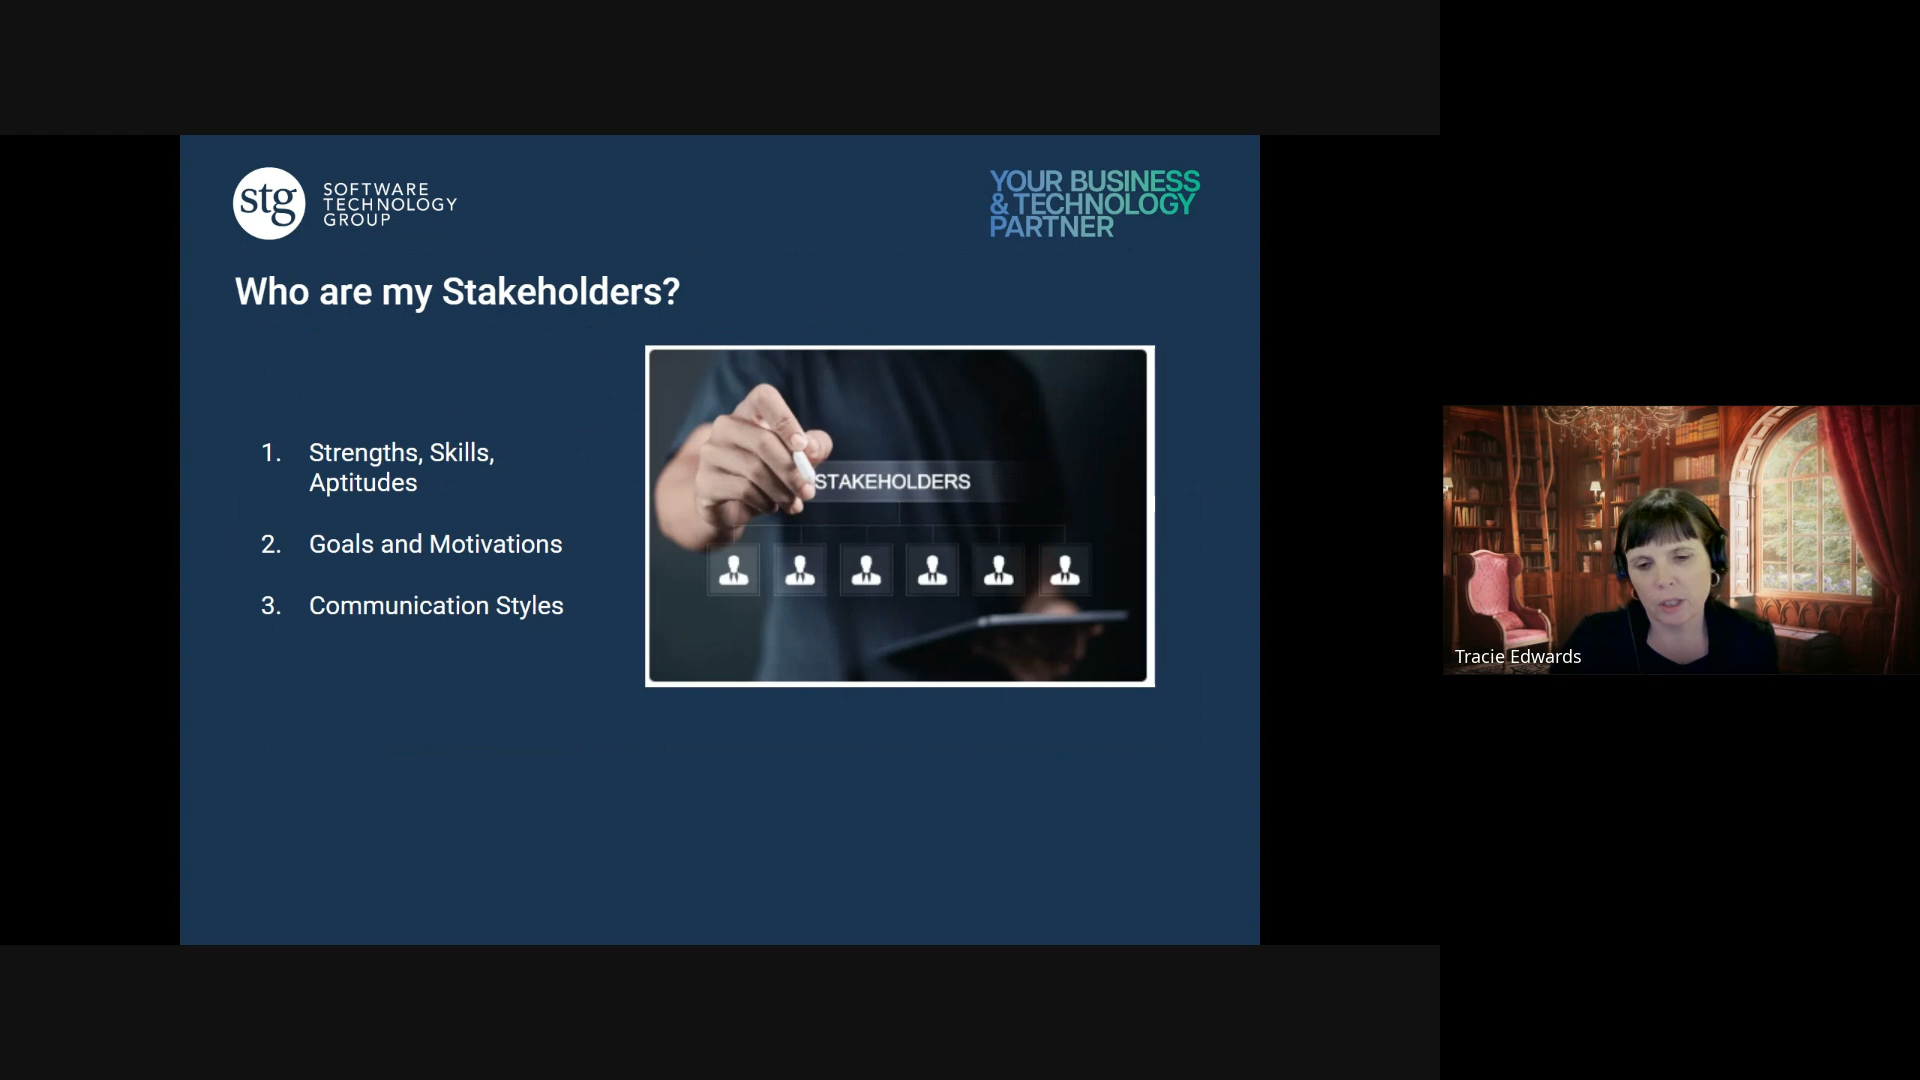 stg
SOFTWARE
TECHNOLOGY
GROUP
YOUR BUSINESS
& TECHNOLOGY
PARTNER
Who are my Stakeholders?
1. Strengths, Skills,
Aptitudes
2. Goals and Motivations
3. Communication Styles
STAKEHOLDERS
Tracie Edwards